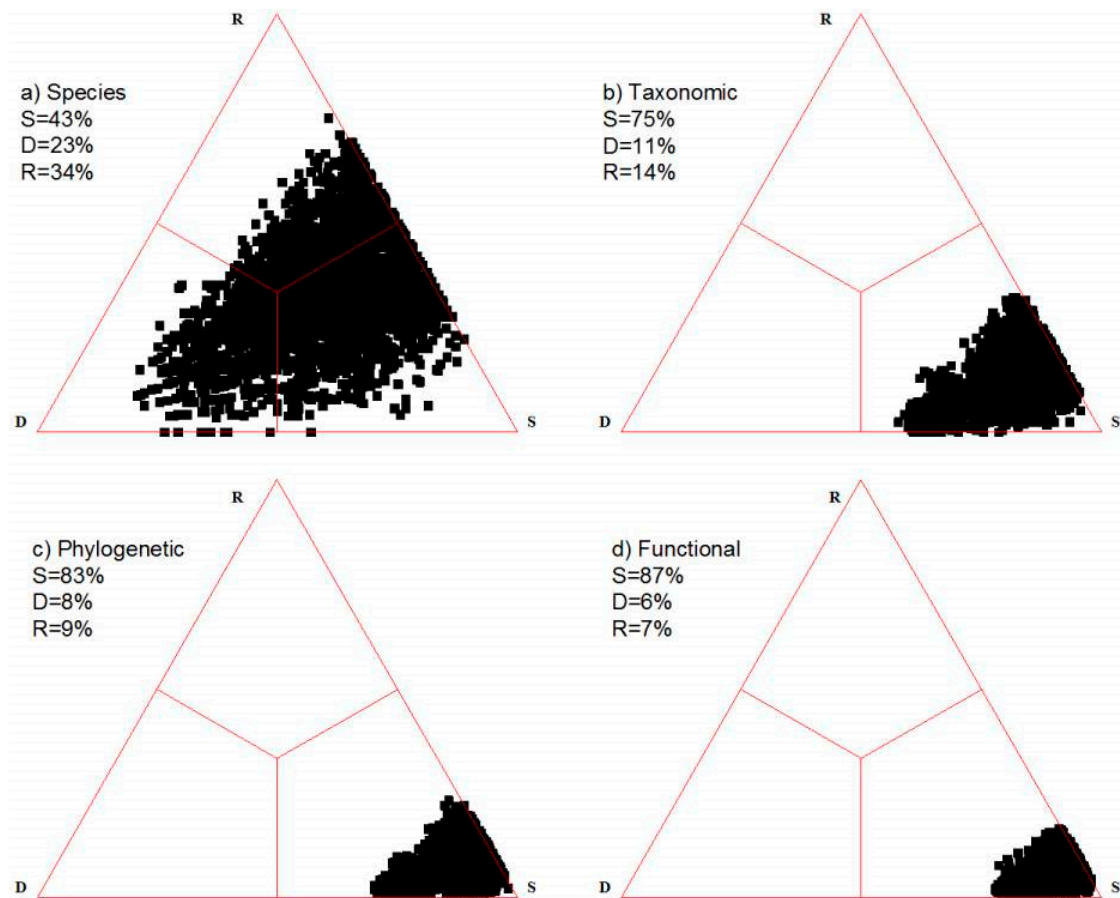 R
a) Species
S=43%
D=23%
R=34%
D
S
R
b) Taxonomic
S=75%
D=11%
R=14%
D
S
R
c) Phylogenetic
S=83%
D=8%
R=9%
D
S
R
d) Functional
S=87%
D=6%
R=7%
D
S